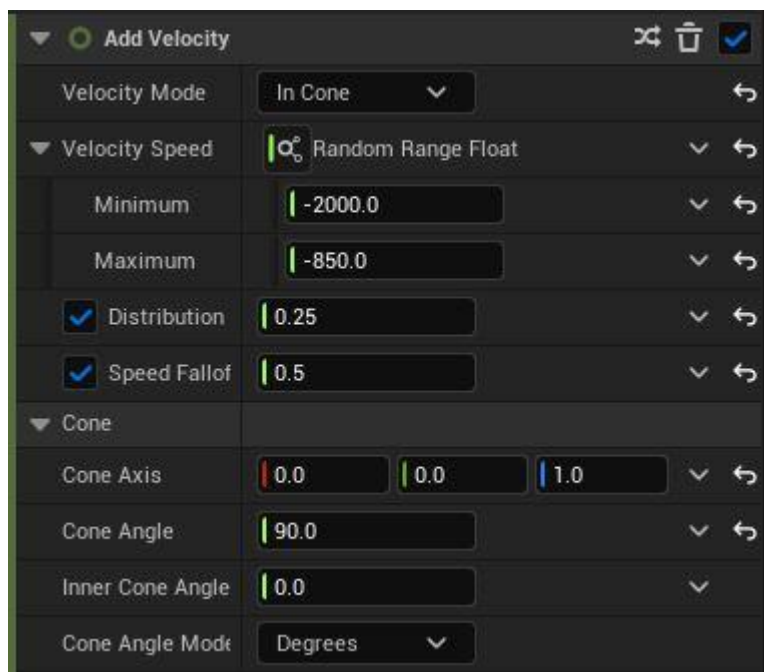 Add Velocity
Velocity Mode In Cone
Velocity Speed Random Range Float
Minimum -2000.0
Maximum -850.0
Distribution 0.25
Speed Fallof 0.5
Cone
Cone Axis 0.0 0.0 1.0
Cone Angle 90.0
Inner Cone Angle 0.0
Cone Angle Mode Degrees